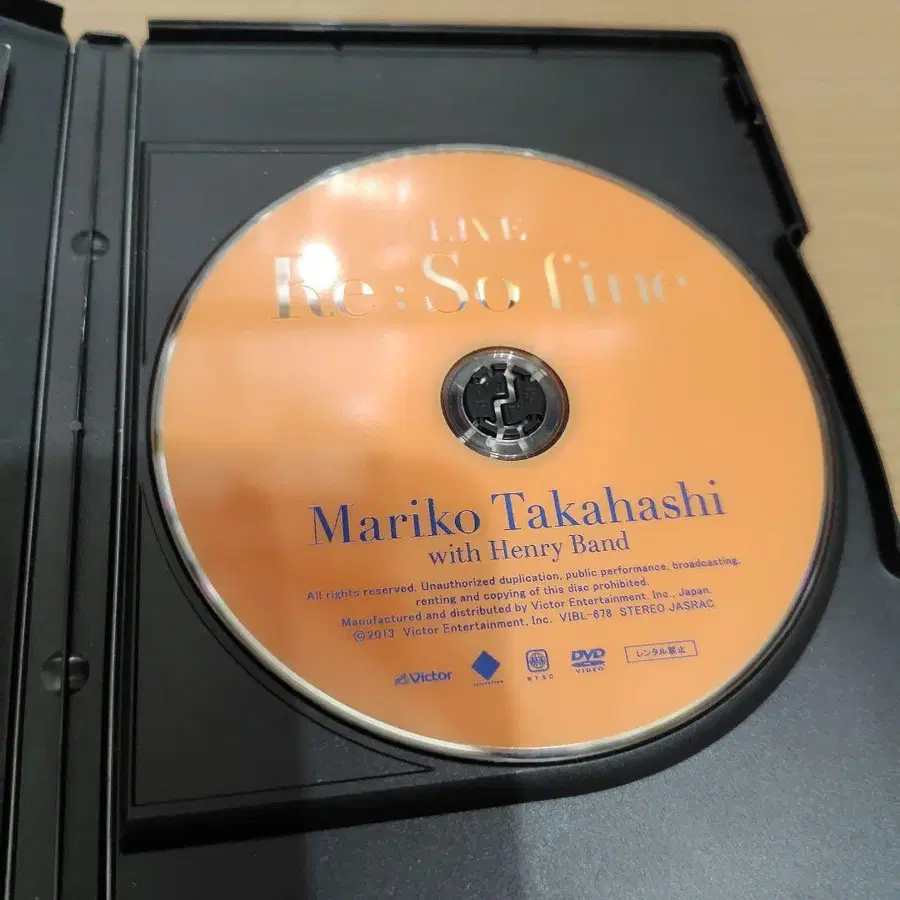 LIVE
Re:So fine
Mariko Takahashi
with Henry Band
All rights reserved. Unauthorized duplication, public performance, broadcasting,
renting and copying of this disc prohibited.
Manufactured and distributed by Victor Entertainment, Inc., Japan.
©2013 Victor Entertainment, Inc. VIBL-678 STEREO JASRAC
Victor
NYSC
DVD
VIDEO
レンタル禁止